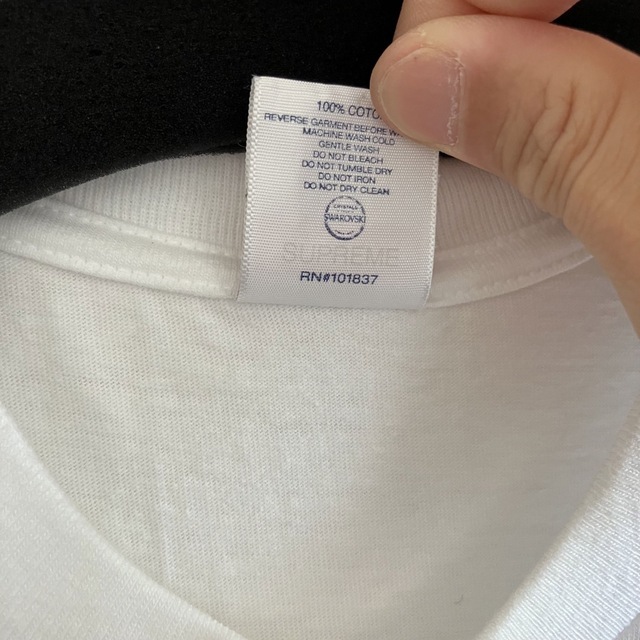 100% COTTO
REVERSE GARMENT BEFORE W
MACHINE WASH COLD
GENTLE WASH
DO NOT BLEACH
DO NOT TUMBLE DRY
DO NOT IRON
DO NOT DRY CLEAN
SWAROVSKI
SUPREME
RN#101837